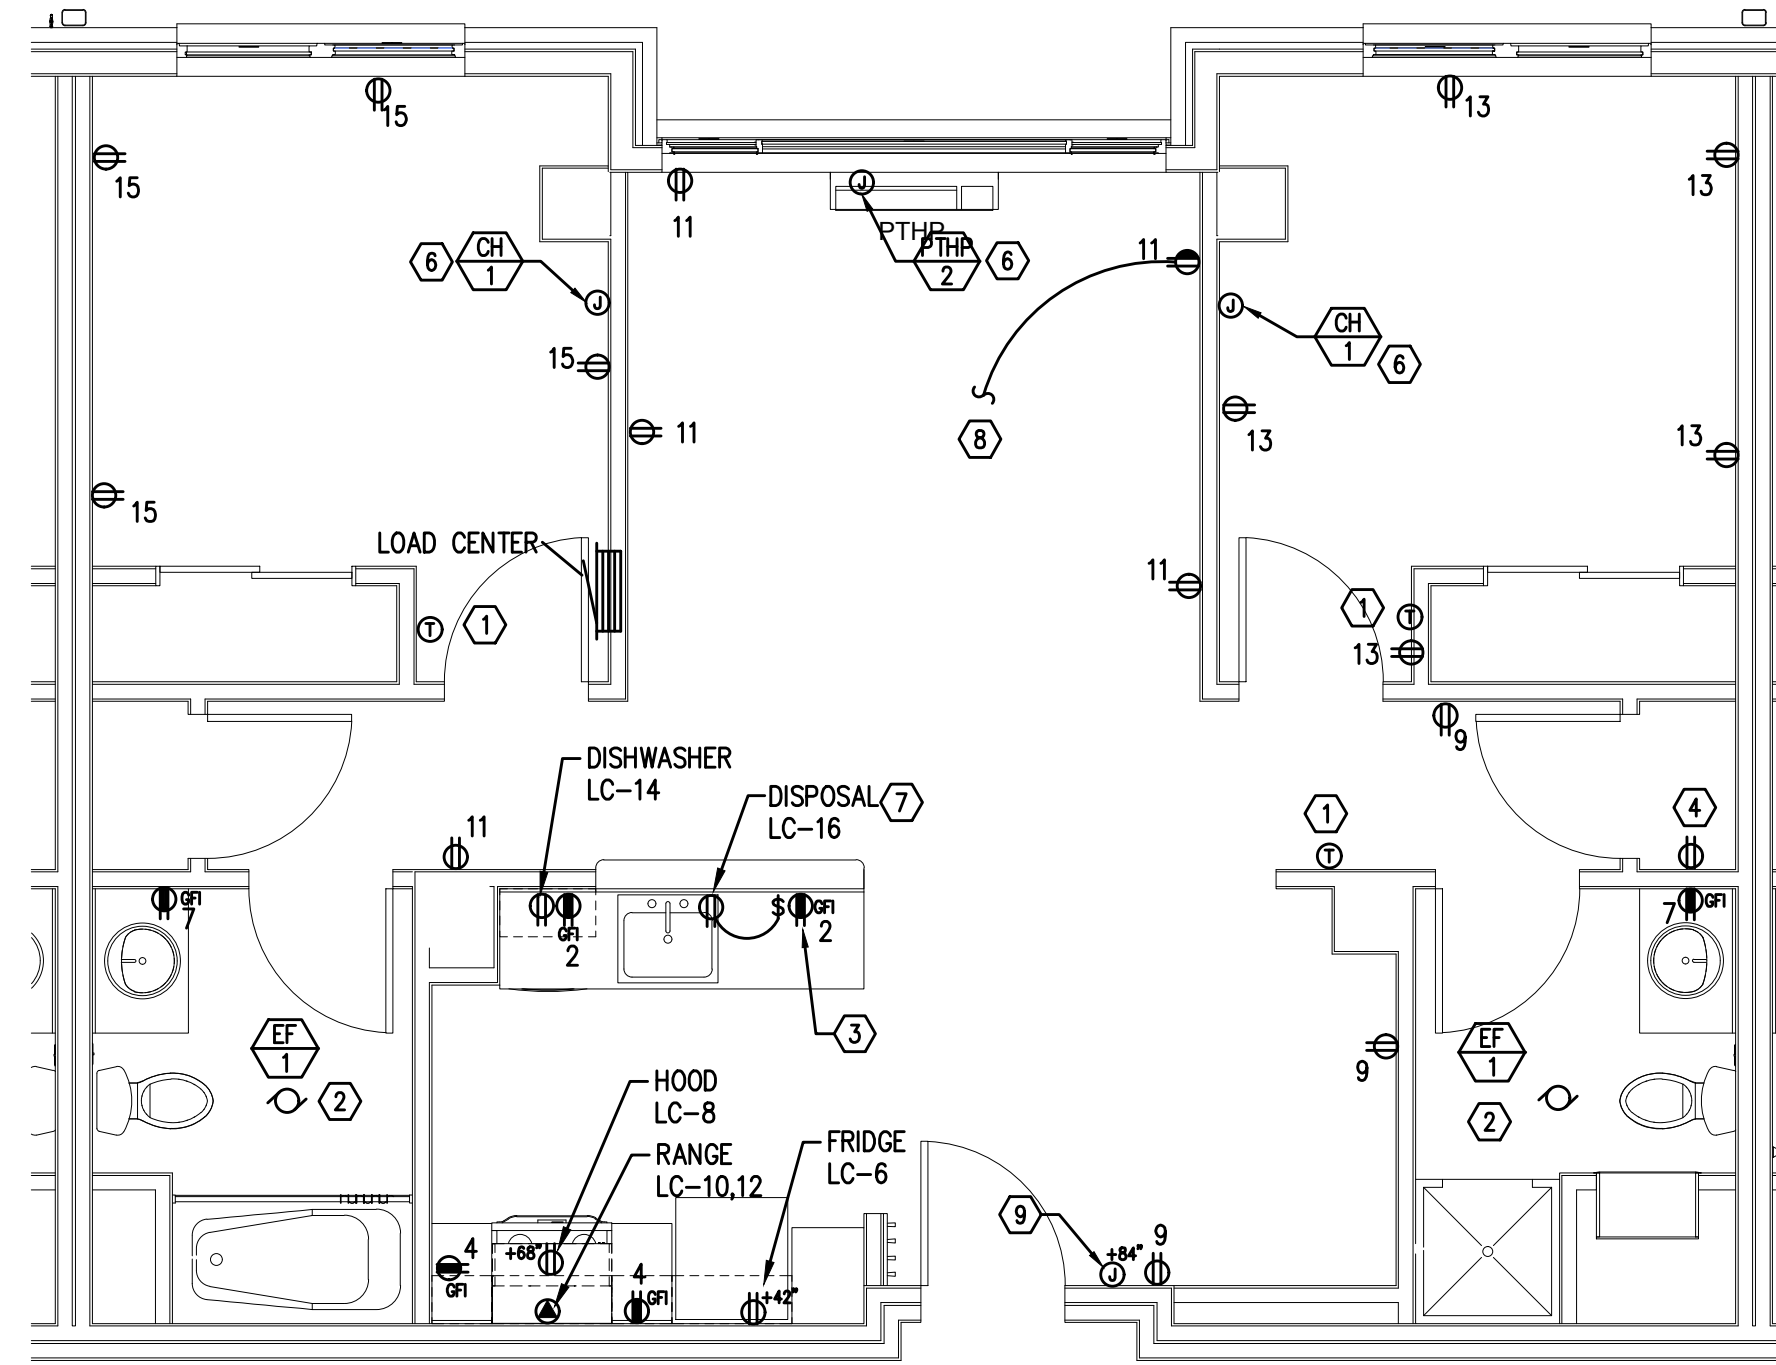 15
13
15
13
11
J
PTHP
11
PTHP
2
6
6
CH
1
J
J
CH
1
6
15
13
11
8
13
15
LOAD CENTER
11
T
1
1
T
13
9
DISHWASHER
LC-14
DISPOSAL
7
LC-16
11
1
T
4
GFI
7
$
GFI
2
GFI
2
7
GFI
3
EF
1
2
9
EF
1
2
HOOD
LC-8
RANGE
LC-10,12
FRIDGE
LC-6
9
4
GFI
+68"
4
GFI
+42"
+84"
J
9